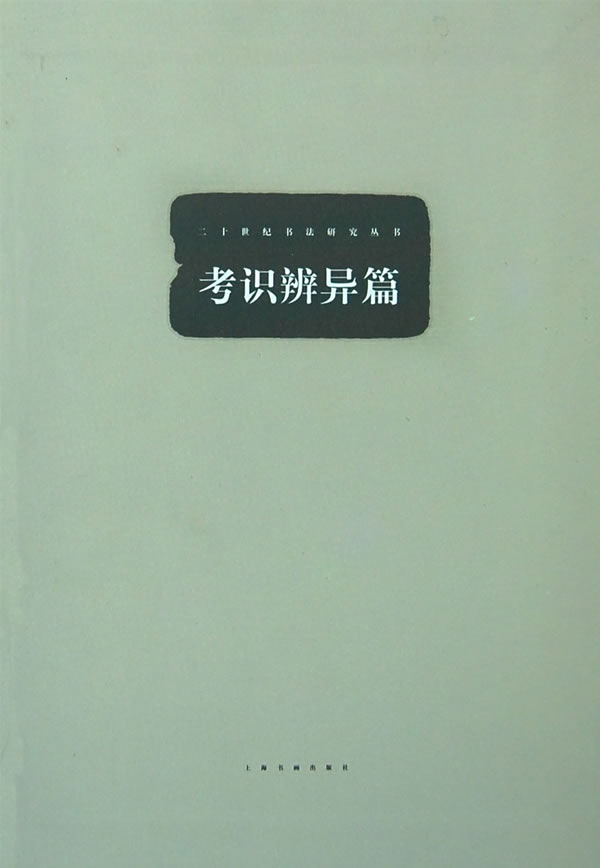 二十世纪书法研究丛书
考识辨异篇
上海书画出版社